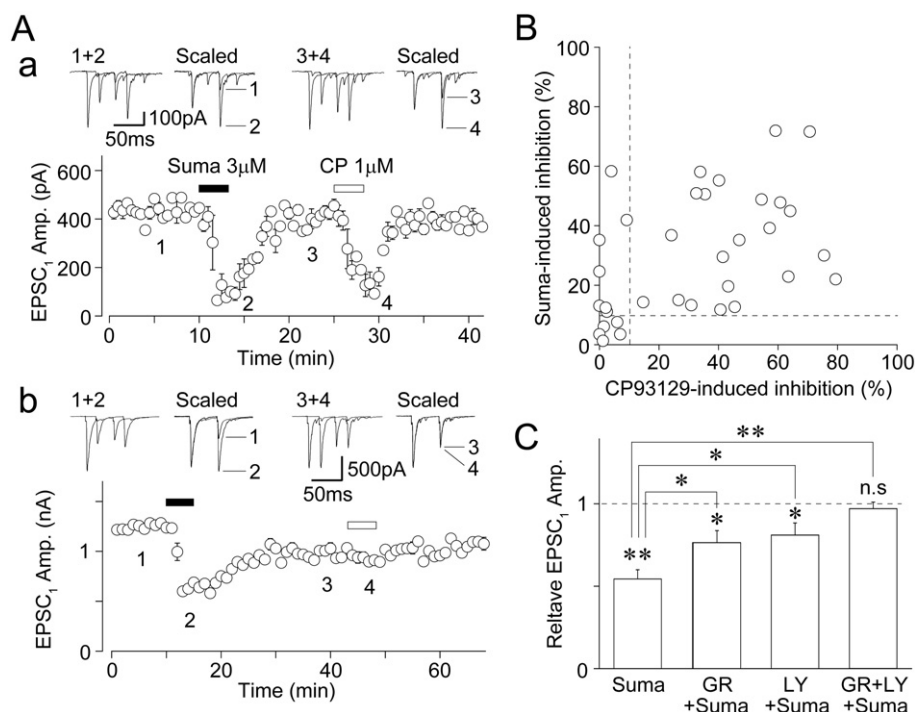 A
a
1+2
Scaled
3+4
Scaled
1
2
3
4
100pA
50ms
Suma 3μM
CP 1μM
EPSC1 Amp. (pA)
600
400
200
0
1
2
3
4
0 10 20 30 40
Time (min)
b
1+2
Scaled
3+4
Scaled
1
2
3
4
500pA
50ms
EPSC1 Amp. (nA)
1
0
1
2
3
4
0 20 40 60
Time (min)
B
Suma-induced inhibition (%)
100
80
60
40
20
0
0 20 40 60 80 100
CP93129-induced inhibition (%)
C
Reltave EPSC1 Amp.
1
0
**
*
*
**
*
*
n.s
Suma
GR
+Suma
LY
+Suma
GR+LY
+Suma